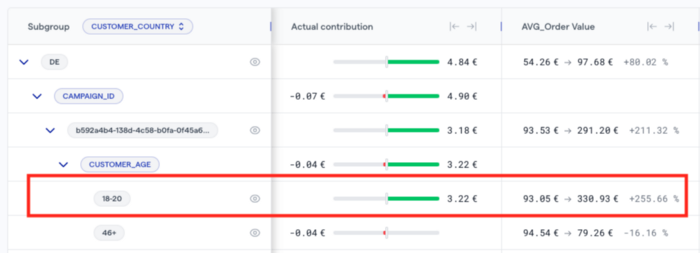 Subgroup CUSTOMER_COUNTRY Actual contribution AVG_Order Value
DE 4.84 € 54.26 € → 97.68 € +80.02 %
CAMPAIGN_ID -0.07 € 4.90 €
b592a4b4-138d-4c58-b0fa-0f45a6... 3.18 € 93.53 € → 291.20 € +211.32 %
CUSTOMER_AGE -0.04 € 3.22 €
18-20 3.22 € 93.05 € → 330.93 € +255.66 %
46+ -0.04 € 94.54 € → 79.26 € -16.16 %